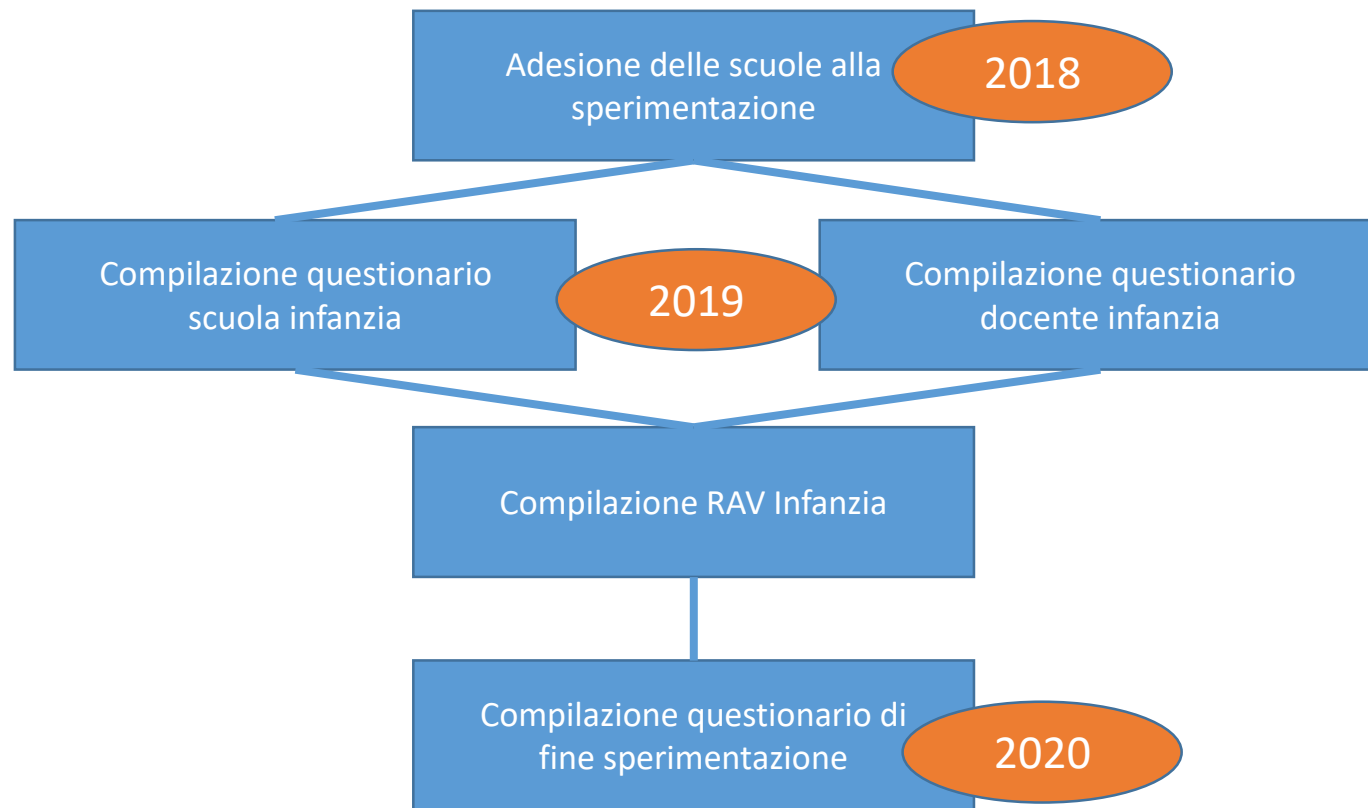 Adesione delle scuole alla
sperimentazione
2018
Compilazione questionario
scuola infanzia
2019
Compilazione questionario
docente infanzia
Compilazione RAV Infanzia
Compilazione questionario di
fine sperimentazione
2020